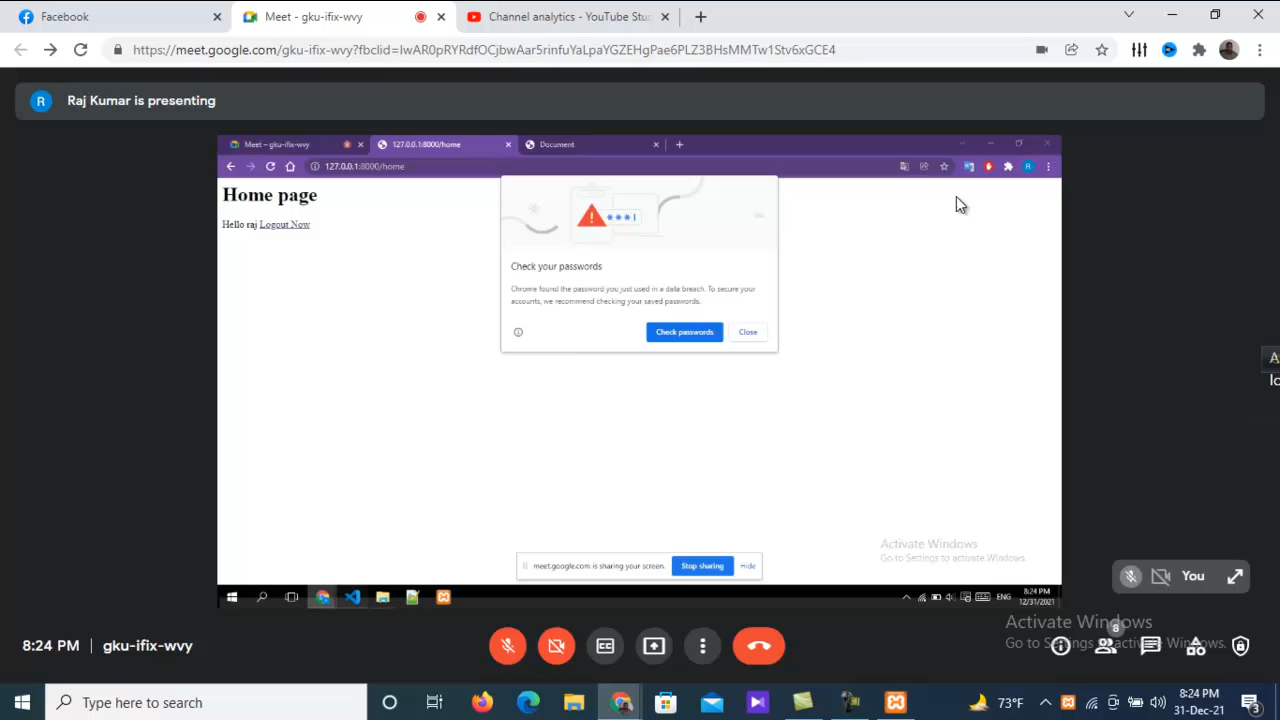 Facebook
Meet - gku-ifix-wvy
Channel analytics - YouTube Stu
https://meet.google.com/gku-ifix-wvy?fbclid=IwAR0pRYRdfOCjbwAar5rinfuYaLpaYGZEHgPae6PLZ3BHsMMTw1Stv6xGCE4
R
Raj Kumar is presenting
Meet - gku-ifix-wvy
127.0.0.1:8000/home
Document
127.0.0.1:8000/home
R
Home page
Hello raj Logout Now
Check your passwords
Chrome found the password you just used in a data breach. To secure your
accounts, we recommend checking your saved passwords.
Check passwords
Close
Activate Windows
Go to Settings to activate Windows.
meet.google.com is sharing your screen.
Stop sharing
Hide
ENG
8:24 PM
12/31/2021
You
8:24 PM | gku-ifix-wvy
8
Activate Windows
Go to Settings to activate Windows.
Type here to search
73°F
8:24 PM
31-Dec-21
3